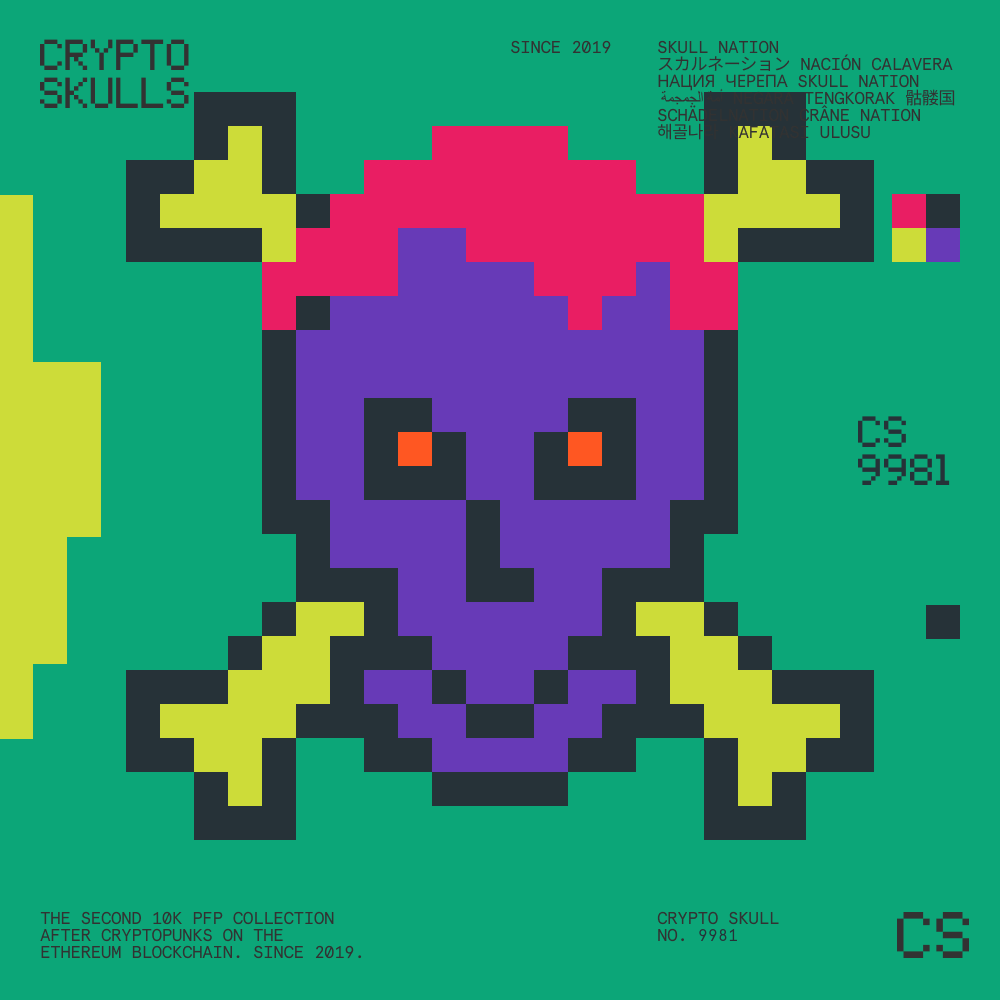 CRYPTO
SKULLS
SINCE 2019
SKULL NATION
スカルネーション NACIÓN CALAVERA
НАЦИЯ ЧЕРЕПА SKULL NATION
الجمجمة TENGKORAK 骷髅国
CRÂNE NATION
ULUSU
CS
9981
THE SECOND 10K PFP COLLECTION
AFTER CRYPTOPUNKS ON THE
ETHEREUM BLOCKCHAIN. SINCE 2019.
CRYPTO SKULL
NO. 9981
CS